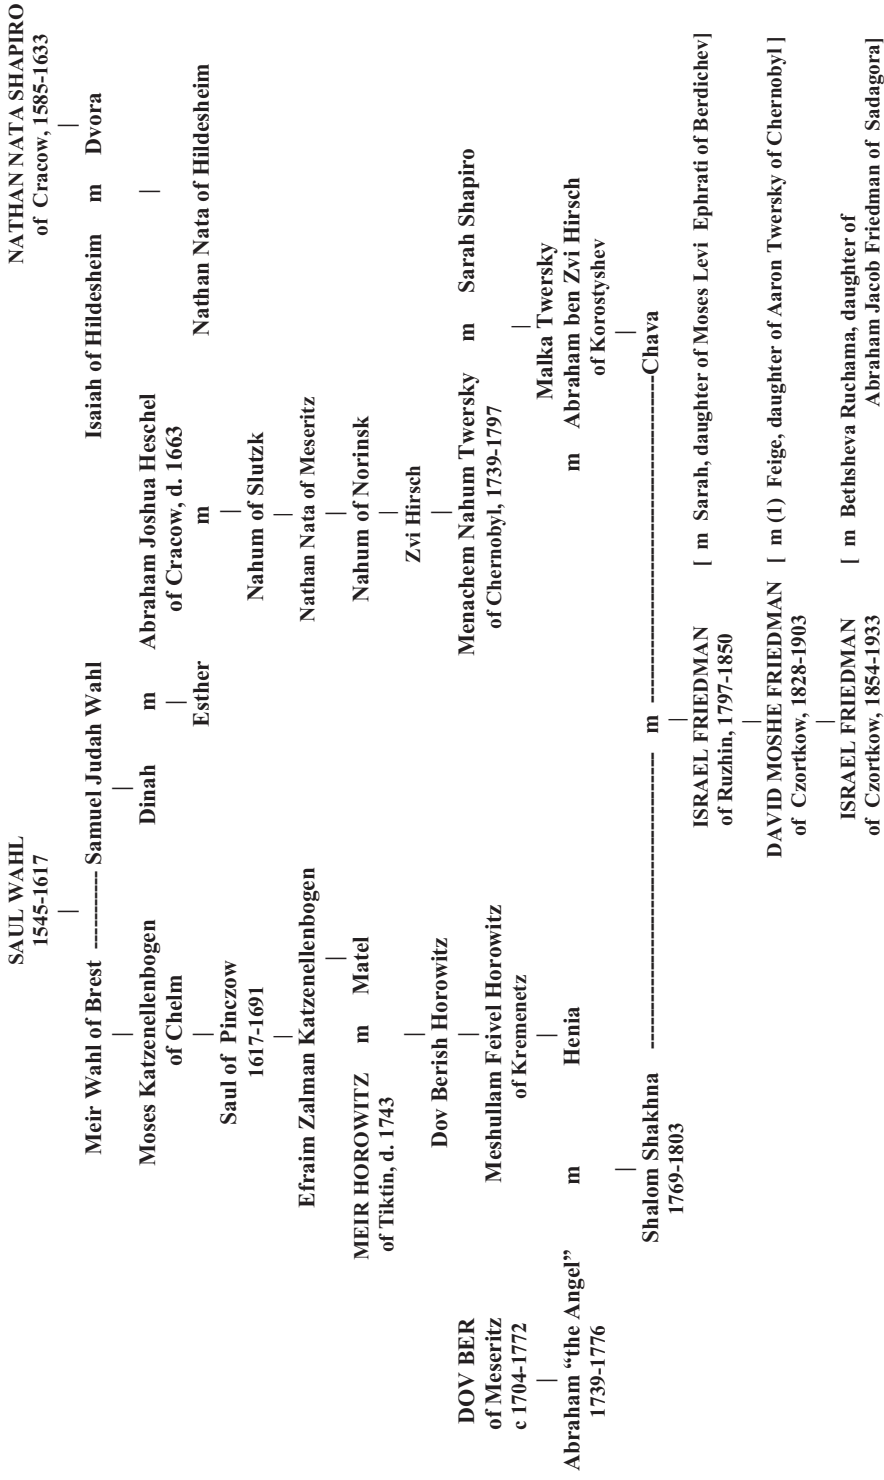 SAUL WAHL NATHAN NATA SHAPIRO
1545-1617 of Cracow, 1585-1633
Meir Wahl of Brest ---------- Samuel Judah Wahl Isaiah of Hildesheim m Dvora
Moses Katzenellenbogen Dinah m Abraham Joshua Heschel
of Chelm of Cracow, d. 1663
Esther m Nathan Nata of Hildesheim
Saul of Pinczow
1617-1691 Nahum of Slutzk
Efraim Zalman Katzenellenbogen Nathan Nata of Meseritz
MEIR HOROWITZ m Matel Nahum of Norinsk
of Tiktin, d. 1743
Zvi Hirsch
Dov Berish Horowitz
DOV BER Menachem Nahum Twersky m Sarah Shapiro
of Meseritz Meshullam Feivel Horowitz of Chernobyl, 1739-1797
c 1704-1772 of Kremenetz
Malka Twersky
Abraham “the Angel” m Henia m Abraham ben Zvi Hirsch
1739-1776 of Korostyshev
Shalom Shakhna ---------- m ----------Chava
1769-1803
ISRAEL FRIEDMAN [ m Sarah, daughter of Moses Levi Ephrati of Berdichev]
of Ruzhin, 1797-1850
DAVID MOSHE FRIEDMAN [ m (1) Feige, daughter of Aaron Twersky of Chernobyl ]
of Czortkow, 1828-1903
ISRAEL FRIEDMAN [ m Bethsheva Ruchama, daughter of
of Czortkow, 1854-1933 Abraham Jacob Friedman of Sadagora]